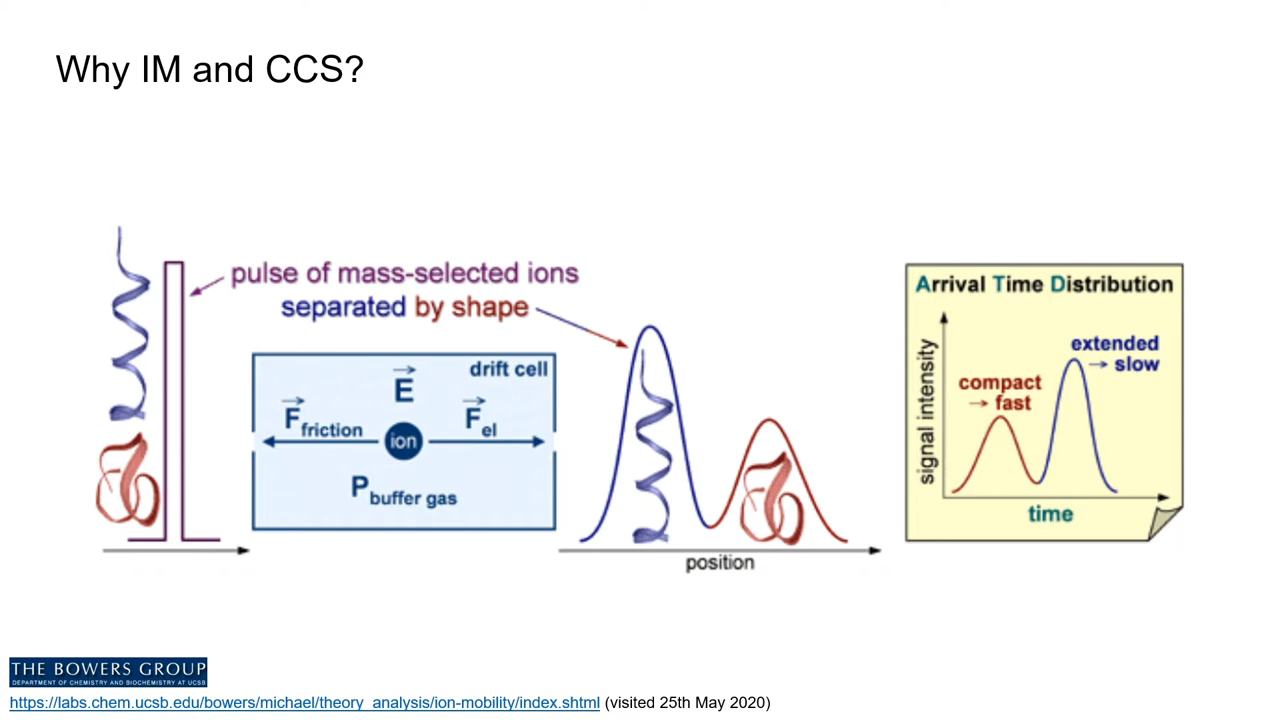 Why IM and CCS?
pulse of mass-selected ions
separated by shape
drift cell
E
F friction
F el
ion
P buffer gas
position
Arrival Time Distribution
signal intensity
compact
→ fast
extended
→ slow
time
THE BOWERS GROUP
DEPARTMENT OF CHEMISTRY AND BIOCHEMISTRY AT UCSB
https://labs.chem.ucsb.edu/bowers/michael/theory_analysis/ion-mobility/index.shtml (visited 25th May 2020)